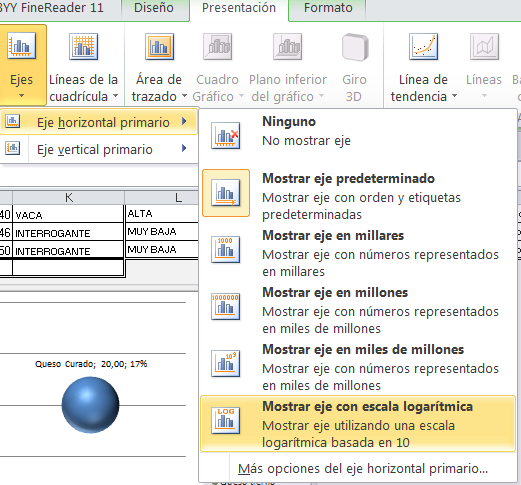 BYY FineReader 11
Diseño
Presentación
Formato
Ejes
Líneas de la
cuadrícula
Área de
trazado
Cuadro
Gráfico
Plano inferior
del gráfico
Giro
3D
Línea de
tendencia
Líneas
Eje horizontal primario
Eje vertical primario
Ninguno
No mostrar eje
Mostrar eje predeterminado
Mostrar eje con orden y etiquetas
predeterminadas
Mostrar eje en millares
Mostrar eje con números representados
en millares
Mostrar eje en millones
Mostrar eje con números representados
en miles de millones
Mostrar eje en miles de millones
Mostrar eje con números representados
en miles de millones
Mostrar eje con escala logarítmica
Mostrar eje utilizando una escala
logarítmica basada en 10
Más opciones del eje horizontal primario...
1000
1000000
10³
LOG
K
L
40 VACA ALTA
46 INTERROGANTE MUY BAJA
50 INTERROGANTE MUY BAJA
Queso Curado; 20,00; 17%